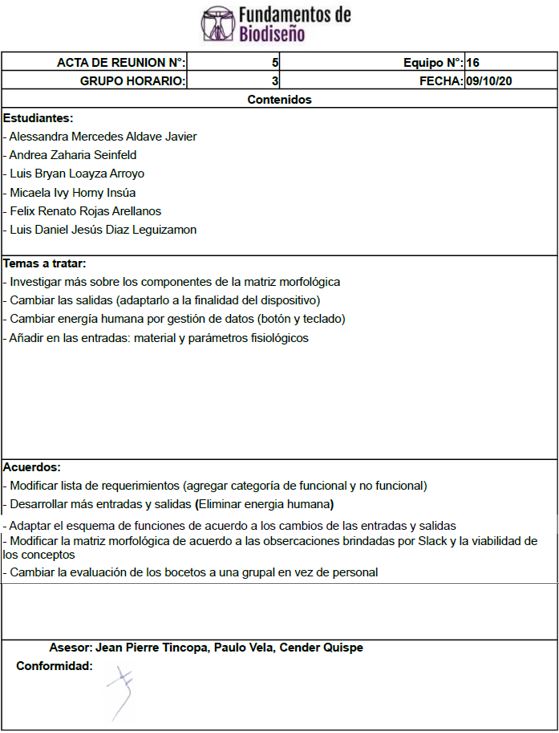 Fundamentos de
Biodiseño
ACTA DE REUNION N°: 5 Equipo N°: 16
GRUPO HORARIO: 3 FECHA: 09/10/20
Contenidos
Estudiantes:
- Alessandra Mercedes Aldave Javier
- Andrea Zaharia Seinfeld
- Luis Bryan Loayza Arroyo
- Micaela Ivy Horny Insúa
- Felix Renato Rojas Arellanos
- Luis Daniel Jesús Diaz Leguizamon
Temas a tratar:
- Investigar más sobre los componentes de la matriz morfológica
- Cambiar las salidas (adaptarlo a la finalidad del dispositivo)
- Cambiar energía humana por gestión de datos (botón y teclado)
- Añadir en las entradas: material y parámetros fisiológicos
Acuerdos:
- Modificar lista de requerimientos (agregar categoría de funcional y no funcional)
- Desarrollar más entradas y salidas (Eliminar energia humana)
- Adaptar el esquema de funciones de acuerdo a los cambios de las entradas y salidas
- Modificar la matriz morfológica de acuerdo a las obsercaciones brindadas por Slack y la viabilidad de
los conceptos
- Cambiar la evaluación de los bocetos a una grupal en vez de personal
Asesor: Jean Pierre Tincopa, Paulo Vela, Cender Quispe
Conformidad: